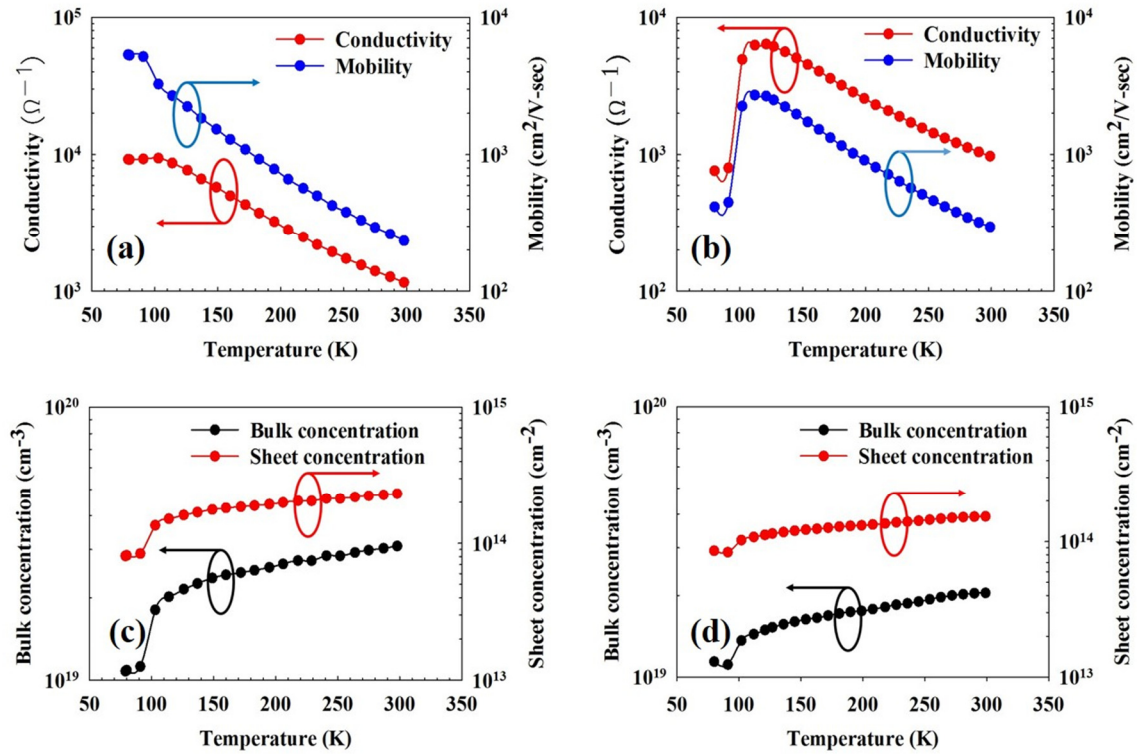 10⁵
10⁴
10³
Conductivity (Ω⁻¹)
Conductivity
Mobility
10⁴
10³
10²
Mobility (cm²/V-sec)
(a)
50 100 150 200 250 300 350
Temperature (K)
10⁴
10³
10²
Conductivity (Ω⁻¹)
Conductivity
Mobility
10⁴
10³
10²
Mobility (cm²/V-sec)
(b)
50 100 150 200 250 300 350
Temperature (K)
10²⁰
10¹⁹
Bulk concentration (cm⁻³)
Bulk concentration
Sheet concentration
10¹⁵
10¹⁴
10¹³
Sheet concentration (cm⁻²)
(c)
50 100 150 200 250 300 350
Temperature (K)
10²⁰
10¹⁹
Bulk concentration (cm⁻³)
Bulk concentration
Sheet concentration
10¹⁵
10¹⁴
10¹³
Sheet concentration (cm⁻²)
(d)
50 100 150 200 250 300 350
Temperature (K)